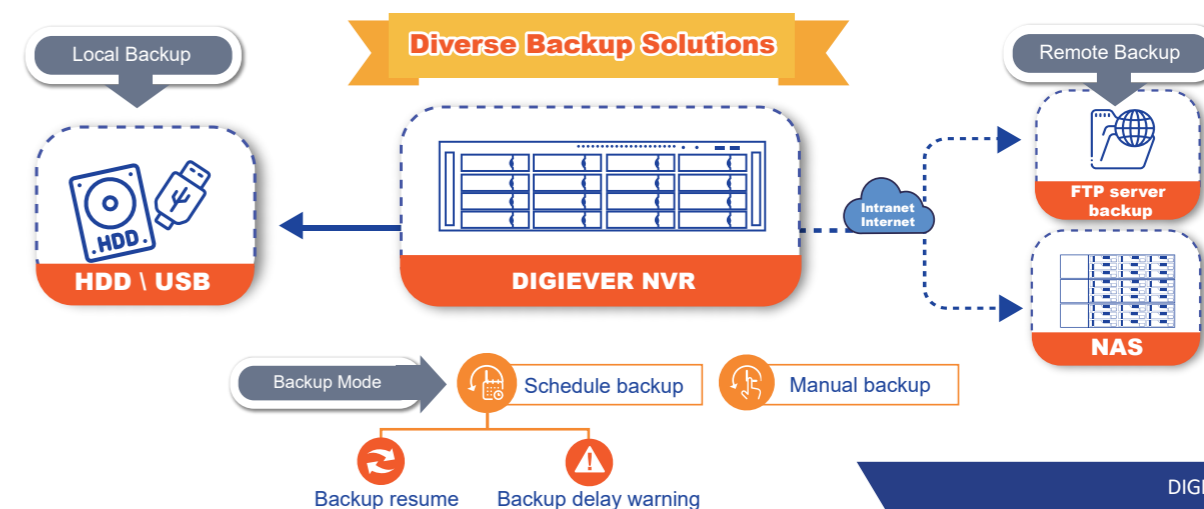 Diverse Backup Solutions
Local Backup
Remote Backup
HDD
HDD \ USB
DIGIEVER NVR
Intranet
Internet
FTP server
backup
NAS
Backup Mode
Schedule backup
Manual backup
Backup resume
Backup delay warning